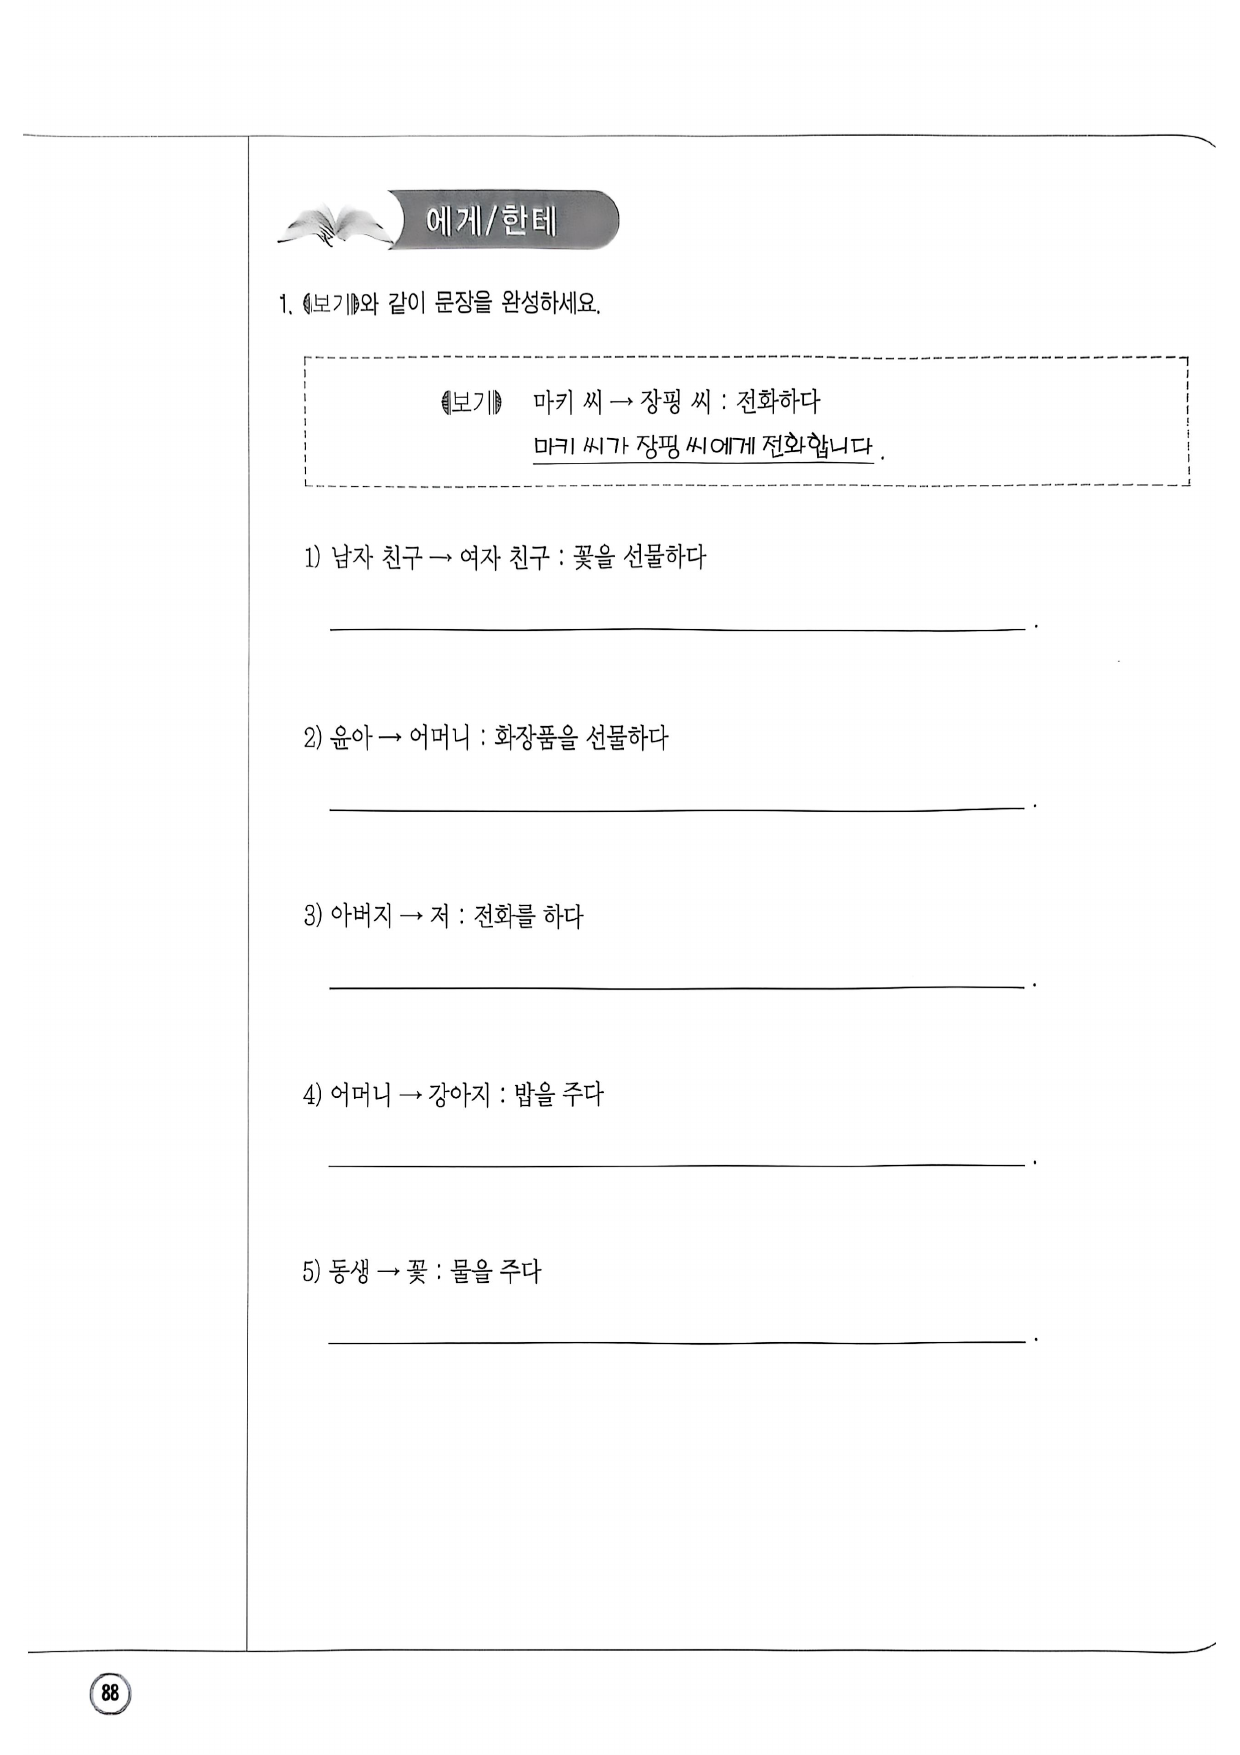 에게/한테
1. 《보기》와 같이 문장을 완성하세요.
《보기》 마키 씨 → 장핑 씨 : 전화하다
마키 씨가 장핑 씨에게 전화합니다.
1) 남자 친구 → 여자 친구 : 꽃을 선물하다
.
2) 윤아 → 어머니 : 화장품을 선물하다
.
3) 아버지 → 저 : 전화를 하다
.
4) 어머니 → 강아지 : 밥을 주다
.
5) 동생 → 꽃 : 물을 주다
.
88